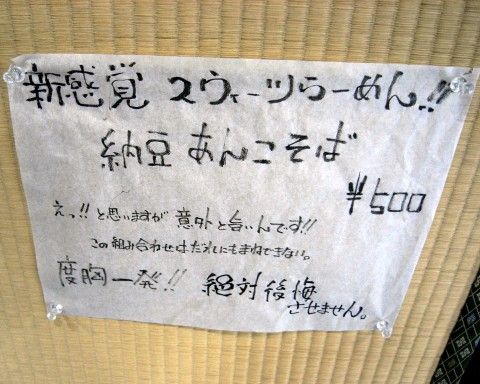 新感覚 スウィーツらーめん!!
納豆 あんこそば
¥500
えっ!! と思いますが 意外と旨いんです!!
この組み合わせはだれにもまねできない。
度胸一発!! 絶対後悔
させません。